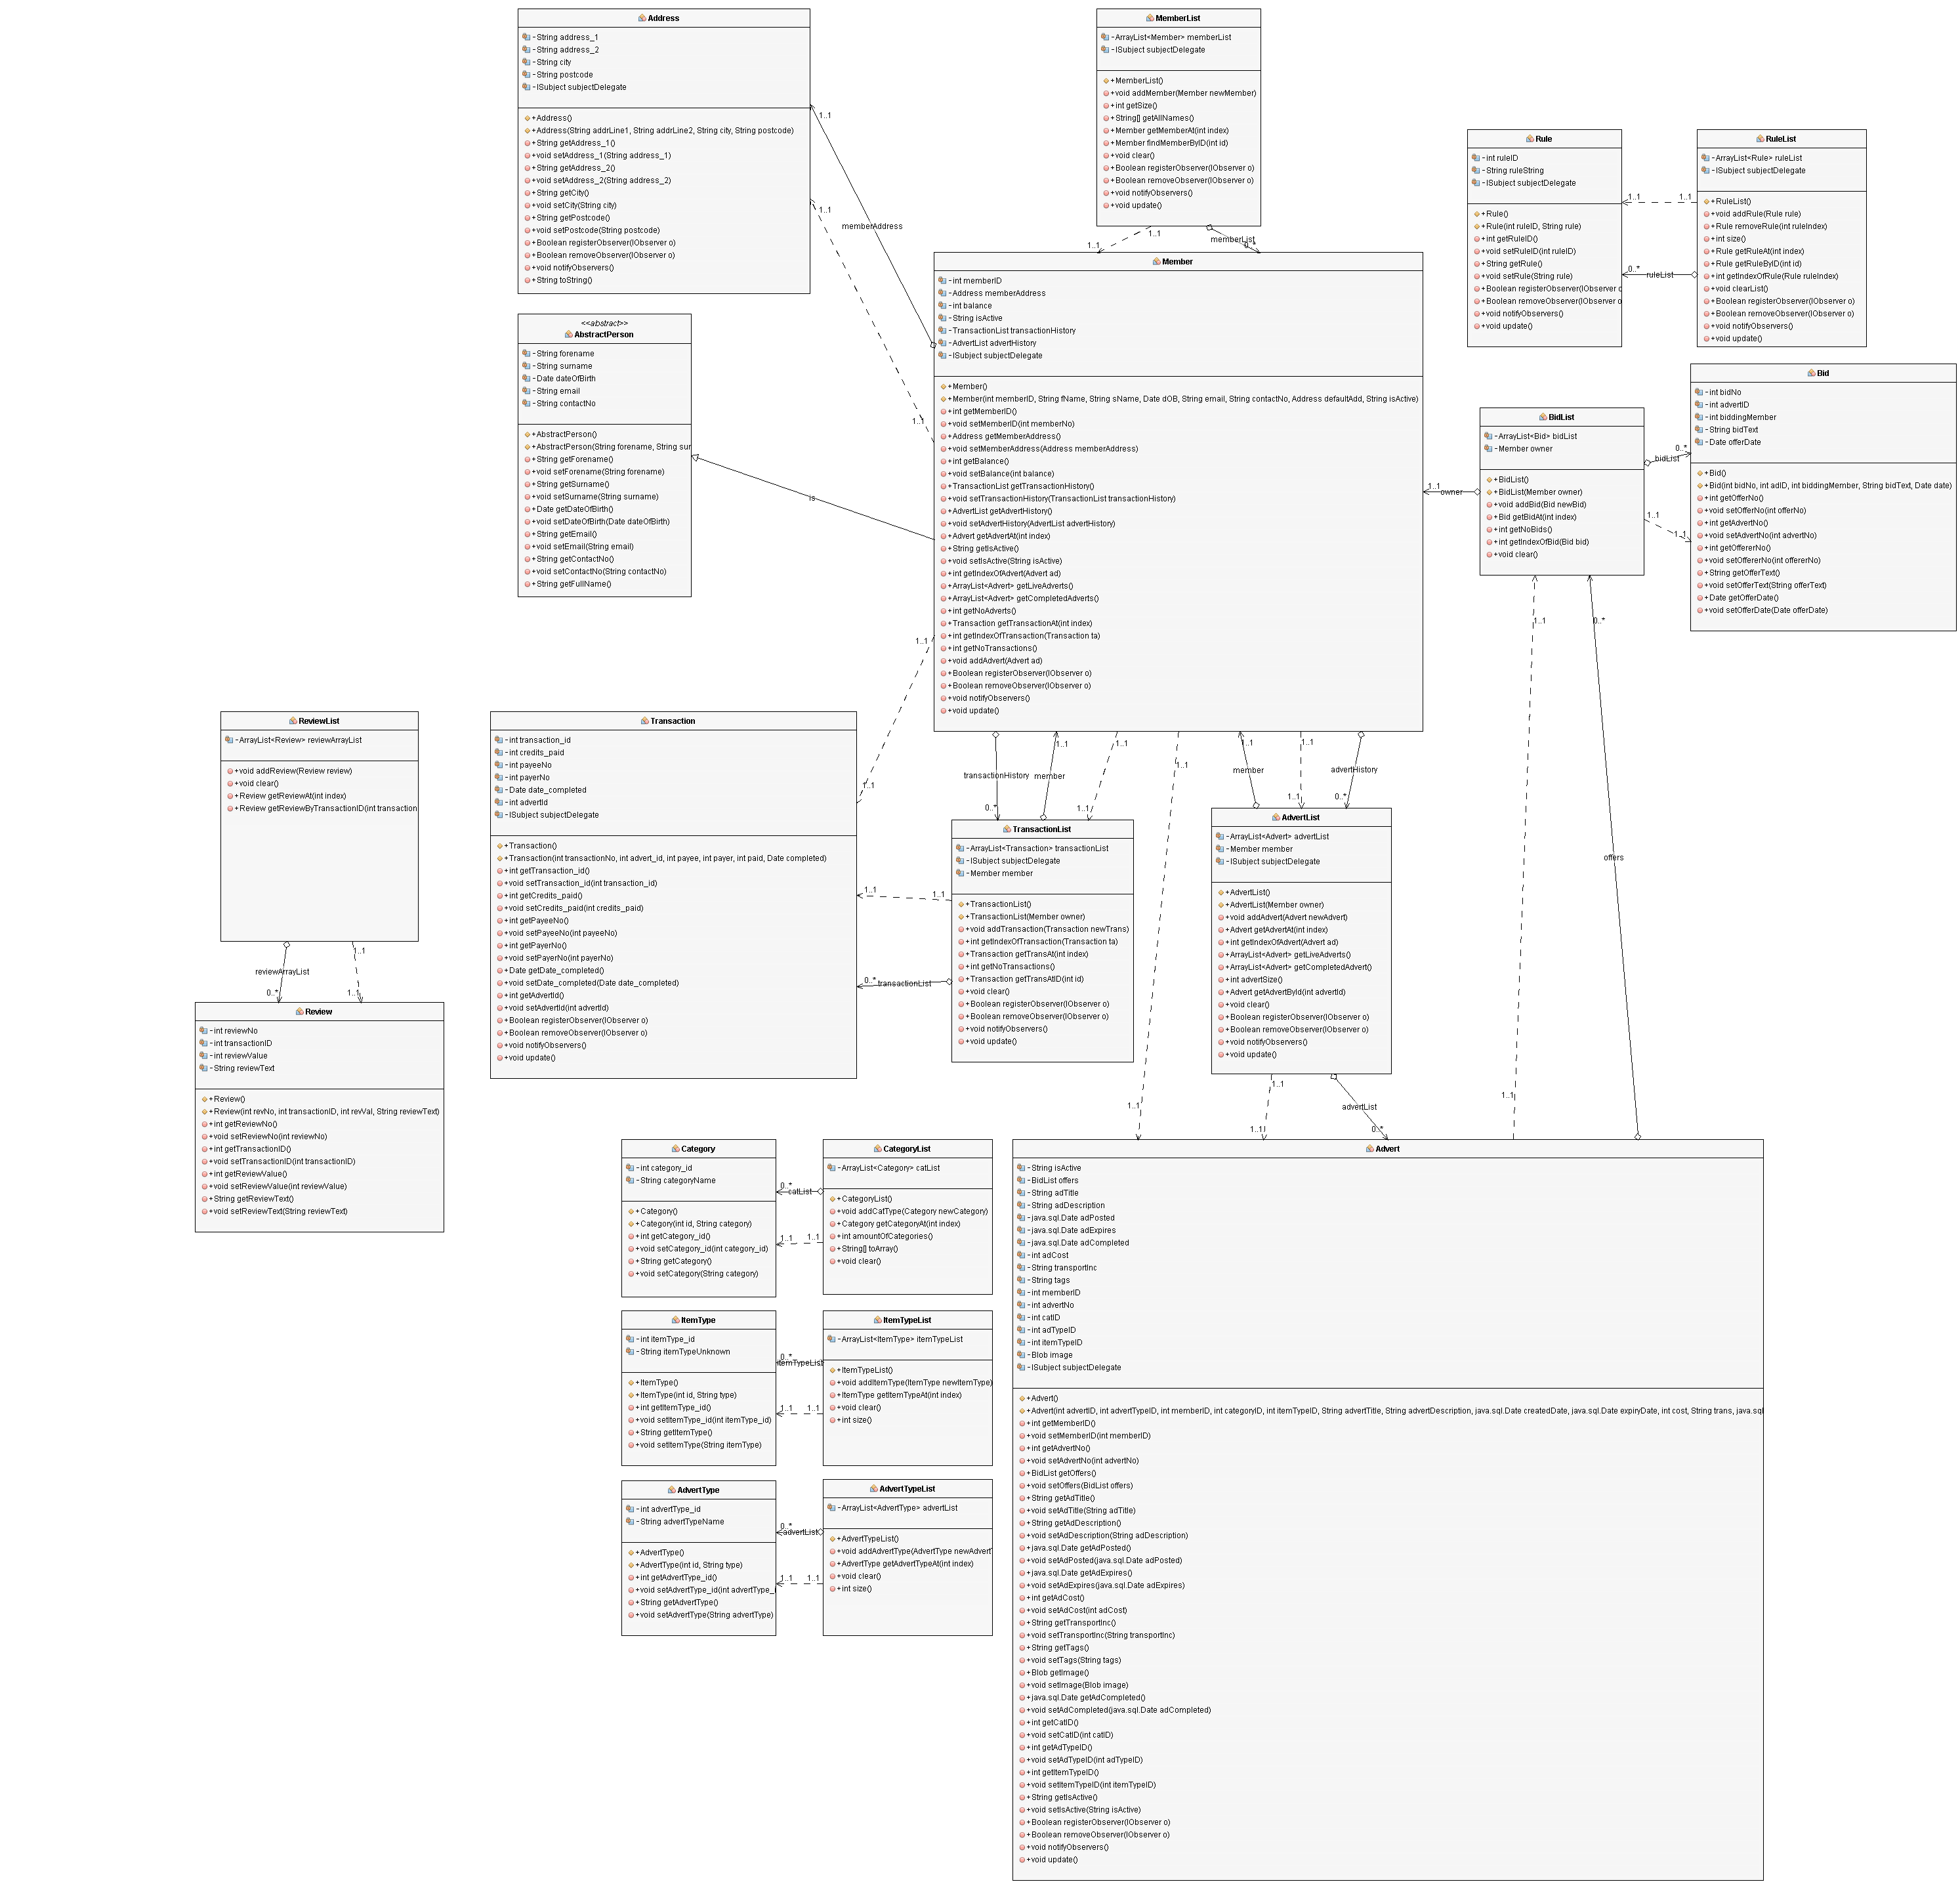 Address
-String address_1
-String address_2
-String city
-String postcode
-ISubject subjectDelegate
+Address()
+Address(String addrLine1, String addrLine2, String city, String postcode)
+String getAddress_1()
+void setAddress_1(String address_1)
+String getAddress_2()
+void setAddress_2(String address_2)
+String getCity()
+void setCity(String city)
+String getPostcode()
+void setPostcode(String postcode)
+Boolean registerObserver(IObserver o)
+Boolean removeObserver(IObserver o)
+void notifyObservers()
+String toString()
MemberList
-ArrayList<Member> memberList
-ISubject subjectDelegate
+MemberList()
+void addMember(Member newMember)
+int getSize()
+String[] getAllNames()
+Member getMemberAt(int index)
+Member findMemberByID(int id)
+void clear()
+Boolean registerObserver(IObserver o)
+Boolean removeObserver(IObserver o)
+void notifyObservers()
+void update()
Rule
-int ruleID
-String ruleString
-ISubject subjectDelegate
+Rule()
+Rule(int ruleID, String rule)
+int getRuleID()
+void setRuleID(int ruleID)
+String getRule()
+void setRule(String rule)
+Boolean registerObserver(IObserver o
+Boolean removeObserver(IObserver o
+void notifyObservers()
+void update()
1..1
1..1
0..*
ruleList
RuleList
-ArrayList<Rule> ruleList
-ISubject subjectDelegate
+RuleList()
+void addRule(Rule rule)
+Rule removeRule(int ruleIndex)
+int size()
+Rule getRuleAt(int index)
+Rule getRuleByID(int id)
+int getIndexOfRule(Rule ruleIndex)
+void clearList()
+Boolean registerObserver(IObserver o)
+Boolean removeObserver(IObserver o)
+void notifyObservers()
+void update()
1..1
memberAddress
1..1
1..1
1..1
1..1
memberList
0..*
<<abstract>>
AbstractPerson
-String forename
-String surname
-Date dateOfBirth
-String email
-String contactNo
+AbstractPerson()
+AbstractPerson(String forename, String sur
+String getForename()
+void setForename(String forename)
+String getSurname()
+void setSurname(String surname)
+Date getDateOfBirth()
+void setDateOfBirth(Date dateOfBirth)
+String getEmail()
+void setEmail(String email)
+String getContactNo()
+void setContactNo(String contactNo)
+String getFullName()
is
Member
-int memberID
-Address memberAddress
-int balance
-String isActive
-TransactionList transactionHistory
-AdvertList advertHistory
-ISubject subjectDelegate
+Member()
+Member(int memberID, String fName, String sName, Date dOB, String email, String contactNo, Address defaultAdd, String isActive)
+int getMemberID()
+void setMemberID(int memberNo)
+Address getMemberAddress()
+void setMemberAddress(Address memberAddress)
+int getBalance()
+void setBalance(int balance)
+TransactionList getTransactionHistory()
+void setTransactionHistory(TransactionList transactionHistory)
+AdvertList getAdvertHistory()
+void setAdvertHistory(AdvertList advertHistory)
+Advert getAdvertAt(int index)
+String getIsActive()
+void setIsActive(String isActive)
+int getIndexOfAdvert(Advert ad)
+ArrayList<Advert> getLiveAdverts()
+ArrayList<Advert> getCompletedAdverts()
+int getNoAdverts()
+Transaction getTransactionAt(int index)
+int getIndexOfTransaction(Transaction ta)
+int getNoTransactions()
+void addAdvert(Advert ad)
+Boolean registerObserver(IObserver o)
+Boolean removeObserver(IObserver o)
+void notifyObservers()
+void update()
1..1
owner
BidList
-ArrayList<Bid> bidList
-Member owner
+BidList()
+BidList(Member owner)
+void addBid(Bid newBid)
+Bid getBidAt(int index)
+int getNoBids()
+int getIndexOfBid(Bid bid)
+void clear()
0..*
bidList
1..1
1..1
Bid
-int bidNo
-int advertID
-int biddingMember
-String bidText
-Date offerDate
+Bid()
+Bid(int bidNo, int adID, int biddingMember, String bidText, Date date)
+int getOfferNo()
+void setOfferNo(int offerNo)
+int getAdvertNo()
+void setAdvertNo(int advertNo)
+int getOffererNo()
+void setOffererNo(int offererNo)
+String getOfferText()
+void setOfferText(String offerText)
+Date getOfferDate()
+void setOfferDate(Date offerDate)
1..1
0..*
offers
1..1
1..1
1..1
ReviewList
-ArrayList<Review> reviewArrayList
+void addReview(Review review)
+void clear()
+Review getReviewAt(int index)
+Review getReviewByTransactionID(int transaction
1..1
reviewArrayList
0..*
1..1
Review
-int reviewNo
-int transactionID
-int reviewValue
-String reviewText
+Review()
+Review(int revNo, int transactionID, int revVal, String reviewText)
+int getReviewNo()
+void setReviewNo(int reviewNo)
+int getTransactionID()
+void setTransactionID(int transactionID)
+int getReviewValue()
+void setReviewValue(int reviewValue)
+String getReviewText()
+void setReviewText(String reviewText)
Transaction
-int transaction_id
-int credits_paid
-int payeeNo
-int payerNo
-Date date_completed
-int advertId
-ISubject subjectDelegate
+Transaction()
+Transaction(int transactionNo, int advert_id, int payee, int payer, int paid, Date completed)
+int getTransaction_id()
+void setTransaction_id(int transaction_id)
+int getCredits_paid()
+void setCredits_paid(int credits_paid)
+int getPayeeNo()
+void setPayeeNo(int payeeNo)
+int getPayerNo()
+void setPayerNo(int payerNo)
+Date getDate_completed()
+void setDate_completed(Date date_completed)
+int getAdvertId()
+void setAdvertId(int advertId)
+Boolean registerObserver(IObserver o)
+Boolean removeObserver(IObserver o)
+void notifyObservers()
+void update()
1..1
1..1
0..*
transactionList
transactionHistory
0..*
1..1
member
1..1
1..1
1..1
1..1
1..1
member
1..1
1..1
advertHistory
0..*
TransactionList
-ArrayList<Transaction> transactionList
-ISubject subjectDelegate
-Member member
+TransactionList()
+TransactionList(Member owner)
+void addTransaction(Transaction newTrans)
+int getIndexOfTransaction(Transaction ta)
+Transaction getTransAt(int index)
+int getNoTransactions()
+Transaction getTransAtID(int id)
+void clear()
+Boolean registerObserver(IObserver o)
+Boolean removeObserver(IObserver o)
+void notifyObservers()
+void update()
AdvertList
-ArrayList<Advert> advertList
-Member member
-ISubject subjectDelegate
+AdvertList()
+AdvertList(Member owner)
+void addAdvert(Advert newAdvert)
+Advert getAdvertAt(int index)
+int getIndexOfAdvert(Advert ad)
+ArrayList<Advert> getLiveAdverts()
+ArrayList<Advert> getCompletedAdvert()
+int advertSize()
+Advert getAdvertById(int advertId)
+void clear()
+Boolean registerObserver(IObserver o)
+Boolean removeObserver(IObserver o)
+void notifyObservers()
+void update()
1..1
1..1
advertList
0..*
Category
-int category_id
-String categoryName
+Category()
+Category(int id, String category)
+int getCategory_id()
+void setCategory_id(int category_id)
+String getCategory()
+void setCategory(String category)
0..*
catList
1..1
1..1
CategoryList
-ArrayList<Category> catList
+CategoryList()
+void addCatType(Category newCategory)
+Category getCategoryAt(int index)
+int amountOfCategories()
+String[] toArray()
+void clear()
ItemType
-int itemType_id
-String itemTypeUnknown
+ItemType()
+ItemType(int id, String type)
+int getItemType_id()
+void setItemType_id(int itemType_id)
+String getItemType()
+void setItemType(String itemType)
0..*
itemTypeList
1..1
1..1
ItemTypeList
-ArrayList<ItemType> itemTypeList
+ItemTypeList()
+void addItemType(ItemType newItemType)
+ItemType getItemTypeAt(int index)
+void clear()
+int size()
AdvertType
-int advertType_id
-String advertTypeName
+AdvertType()
+AdvertType(int id, String type)
+int getAdvertType_id()
+void setAdvertType_id(int advertType_i
+String getAdvertType()
+void setAdvertType(String advertType)
0..*
advertList
1..1
1..1
AdvertTypeList
-ArrayList<AdvertType> advertList
+AdvertTypeList()
+void addAdvertType(AdvertType newAdvertT
+AdvertType getAdvertTypeAt(int index)
+void clear()
+int size()
Advert
-String isActive
-BidList offers
-String adTitle
-String adDescription
-java.sql.Date adPosted
-java.sql.Date adExpires
-java.sql.Date adCompleted
-int adCost
-String transportInc
-String tags
-int memberID
-int advertNo
-int catID
-int adTypeID
-int itemTypeID
-Blob image
-ISubject subjectDelegate
+Advert()
+Advert(int advertID, int advertTypeID, int memberID, int categoryID, int itemTypeID, String advertTitle, String advertDescription, java.sql.Date createdDate, java.sql.Date expiryDate, int cost, String trans, java.sql
+int getMemberID()
+void setMemberID(int memberID)
+int getAdvertNo()
+void setAdvertNo(int advertNo)
+BidList getOffers()
+void setOffers(BidList offers)
+String getAdTitle()
+void setAdTitle(String adTitle)
+String getAdDescription()
+void setAdDescription(String adDescription)
+java.sql.Date getAdPosted()
+void setAdPosted(java.sql.Date adPosted)
+java.sql.Date getAdExpires()
+void setAdExpires(java.sql.Date adExpires)
+int getAdCost()
+void setAdCost(int adCost)
+String getTransportInc()
+void setTransportInc(String transportInc)
+String getTags()
+void setTags(String tags)
+Blob getImage()
+void setImage(Blob image)
+java.sql.Date getAdCompleted()
+void setAdCompleted(java.sql.Date adCompleted)
+int getCatID()
+void setCatID(int catID)
+int getAdTypeID()
+void setAdTypeID(int adTypeID)
+int getItemTypeID()
+void setItemTypeID(int itemTypeID)
+String getIsActive()
+void setIsActive(String isActive)
+Boolean registerObserver(IObserver o)
+Boolean removeObserver(IObserver o)
+void notifyObservers()
+void update()